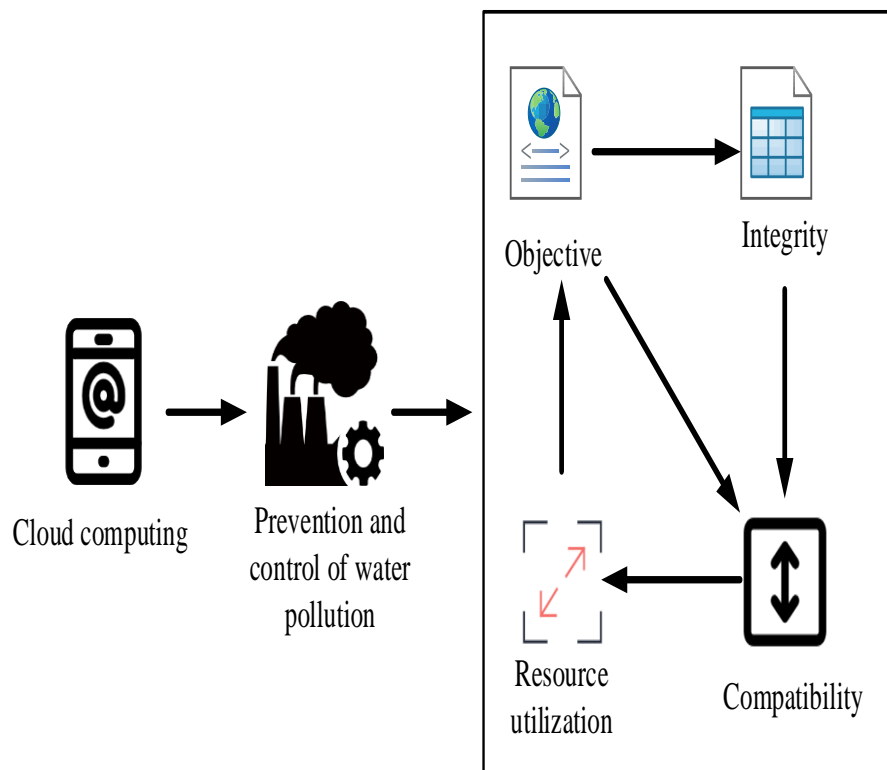 Cloud computing
Prevention and
control of water
pollution
Objective
Integrity
Resource
utilization
Compatibility